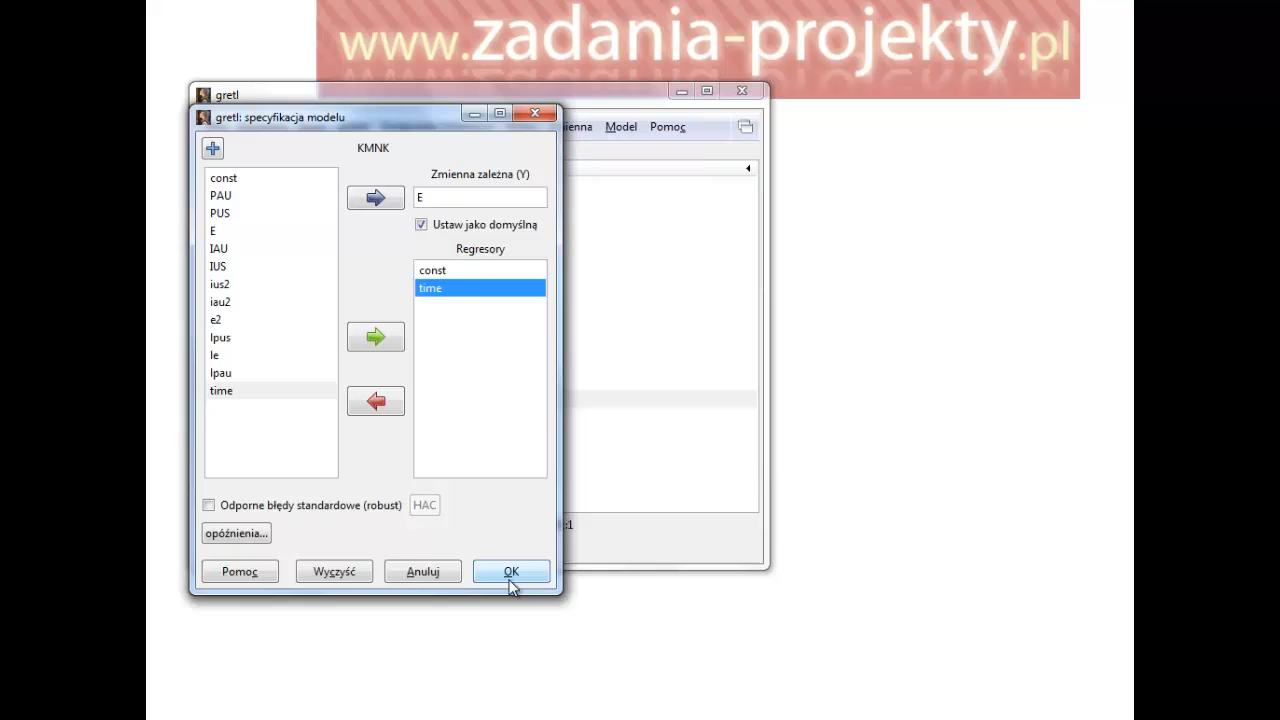 www.zadania-projekty.pl
gretl
gretl: specyfikacja modelu
ienna Model Pomoc
KMNK
const
PAU
PUS
E
IAU
IUS
ius2
iau2
e2
lpus
le
lpau
time
Zmienna zależna (Y)
E
Ustaw jako domyślną
Regresory
const
time
Odporne błędy standardowe (robust) HAC
opóźnienia...
:1
Pomoc Wyczyść Anuluj OK